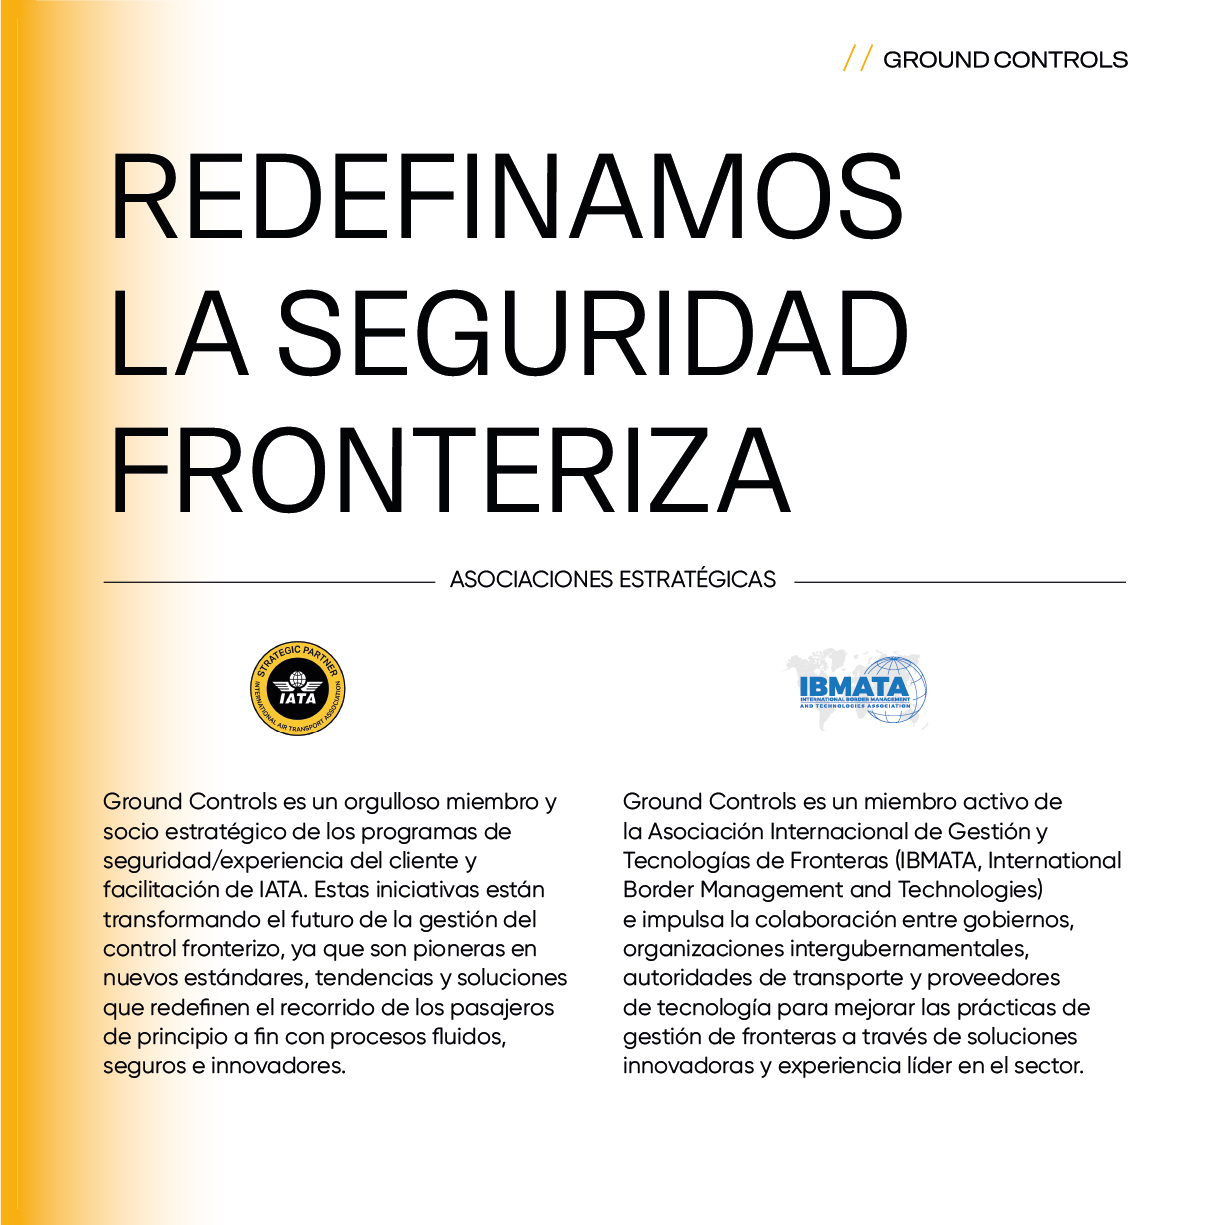 // GROUND CONTROLS
REDEFINAMOS
LA SEGURIDAD
FRONTERIZA
ASOCIACIONES ESTRATÉGICAS
STRATEGIC PARTNER
IATA
INTERNATIONAL AIR TRANSPORT ASSOCIATION
IBMATA
INTERNATIONAL BORDER MANAGEMENT
AND TECHNOLOGIES ASSOCIATION
Ground Controls es un orgulloso miembro y
socio estratégico de los programas de
seguridad/experiencia del cliente y
facilitación de IATA. Estas iniciativas están
transformando el futuro de la gestión del
control fronterizo, ya que son pioneras en
nuevos estándares, tendencias y soluciones
que redefinen el recorrido de los pasajeros
de principio a fin con procesos fluidos,
seguros e innovadores.
Ground Controls es un miembro activo de
la Asociación Internacional de Gestión y
Tecnologías de Fronteras (IBMATA, International
Border Management and Technologies)
e impulsa la colaboración entre gobiernos,
organizaciones intergubernamentales,
autoridades de transporte y proveedores
de tecnología para mejorar las prácticas de
gestión de fronteras a través de soluciones
innovadoras y experiencia líder en el sector.